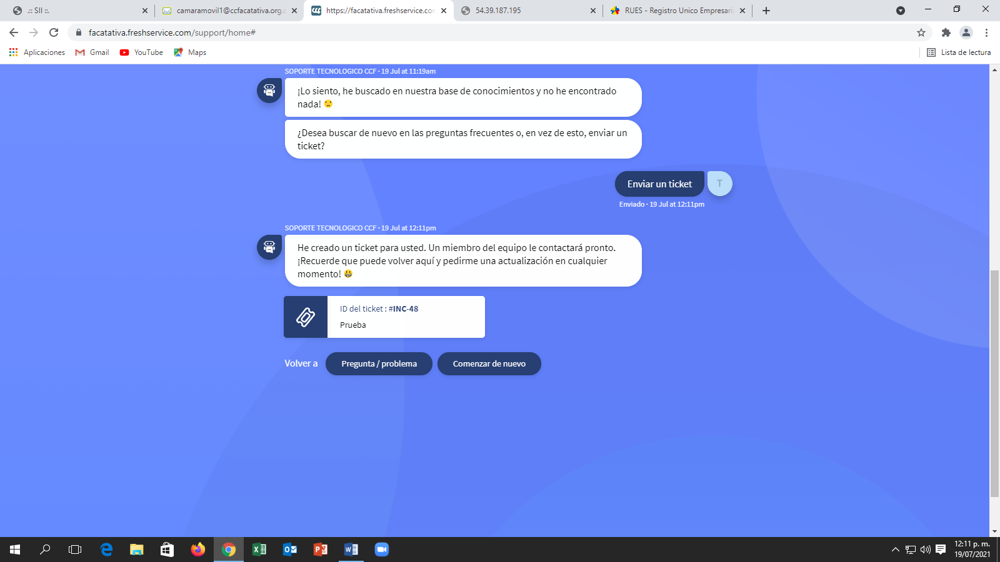 .:: SII ::.
camaramovil1@ccfacatativa.org.c
https://facatativa.freshservice.com
54.39.187.195
RUES - Registro Unico Empresari
facatativa.freshservice.com/support/home#
Aplicaciones
Gmail
YouTube
Maps
Lista de lectura
SOPORTE TECNOLOGICO CCF · 19 Jul at 11:19am
¡Lo siento, he buscado en nuestra base de conocimientos y no he encontrado
nada!
¿Desea buscar de nuevo en las preguntas frecuentes o, en vez de esto, enviar un
ticket?
Enviar un ticket
T
Enviado · 19 Jul at 12:11pm
SOPORTE TECNOLOGICO CCF · 19 Jul at 12:11pm
He creado un ticket para usted. Un miembro del equipo le contactará pronto.
¡Recuerde que puede volver aquí y pedirme una actualización en cualquier
momento!
ID del ticket : #INC-48
Prueba
Volver a
Pregunta / problema
Comenzar de nuevo
12:11 p. m.
19/07/2021